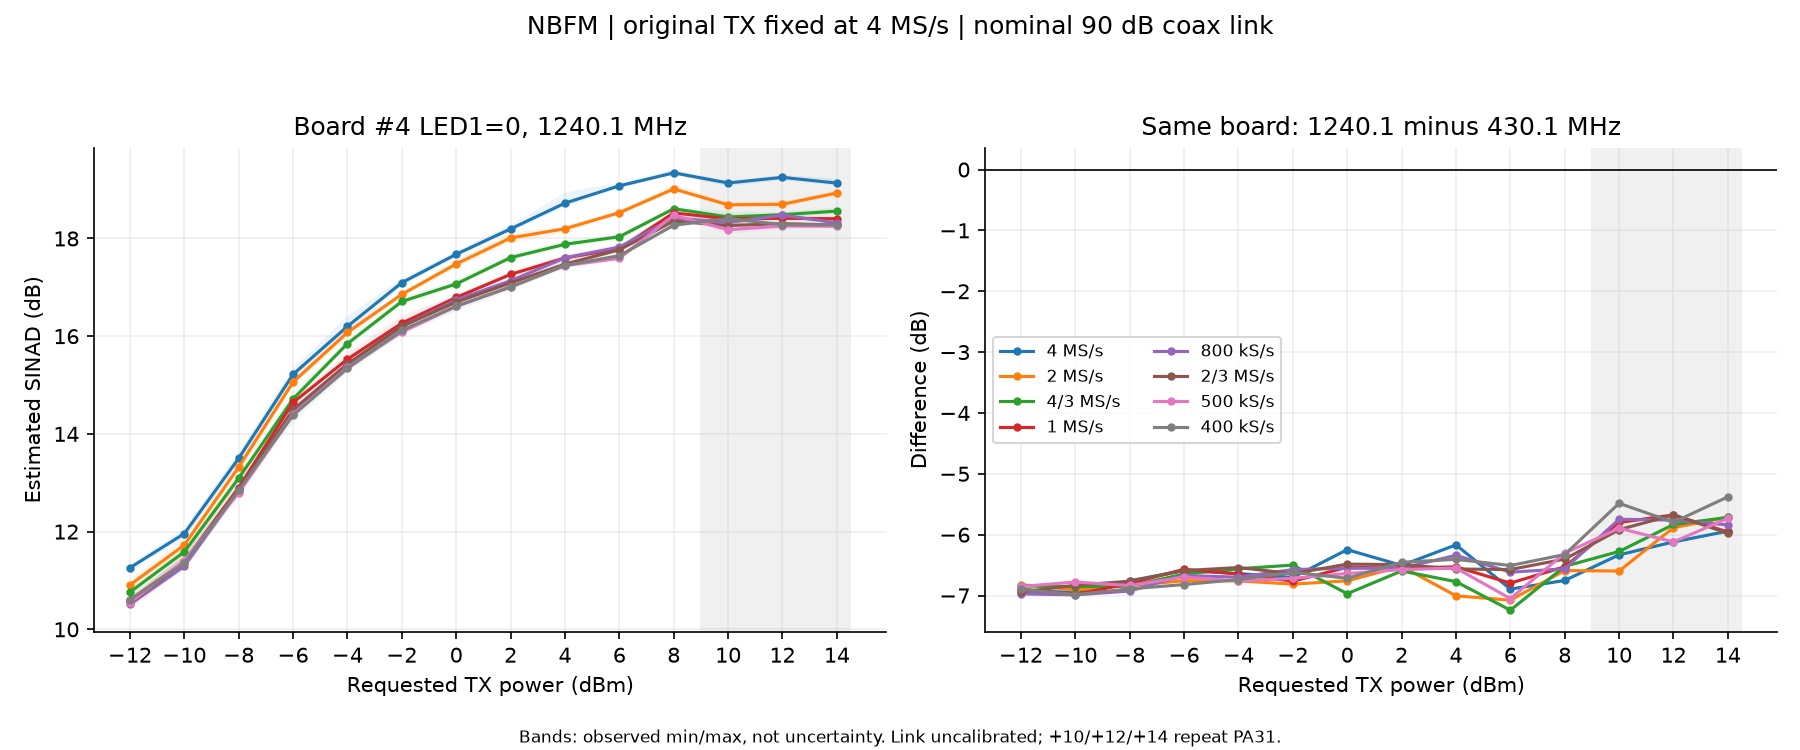 NBFM | original TX fixed at 4 MS/s | nominal 90 dB coax link
Board #4 LED1=0, 1240.1 MHz
Estimated SINAD (dB)
18
16
14
12
10
−12 −10 −8 −6 −4 −2 0 2 4 6 8 10 12 14
Requested TX power (dBm)
Same board: 1240.1 minus 430.1 MHz
Difference (dB)
0
−1
−2
−3
−4
−5
−6
−7
4 MS/s
2 MS/s
4/3 MS/s
1 MS/s
800 kS/s
2/3 MS/s
500 kS/s
400 kS/s
−12 −10 −8 −6 −4 −2 0 2 4 6 8 10 12 14
Requested TX power (dBm)
Bands: observed min/max, not uncertainty. Link uncalibrated; +10/+12/+14 repeat PA31.